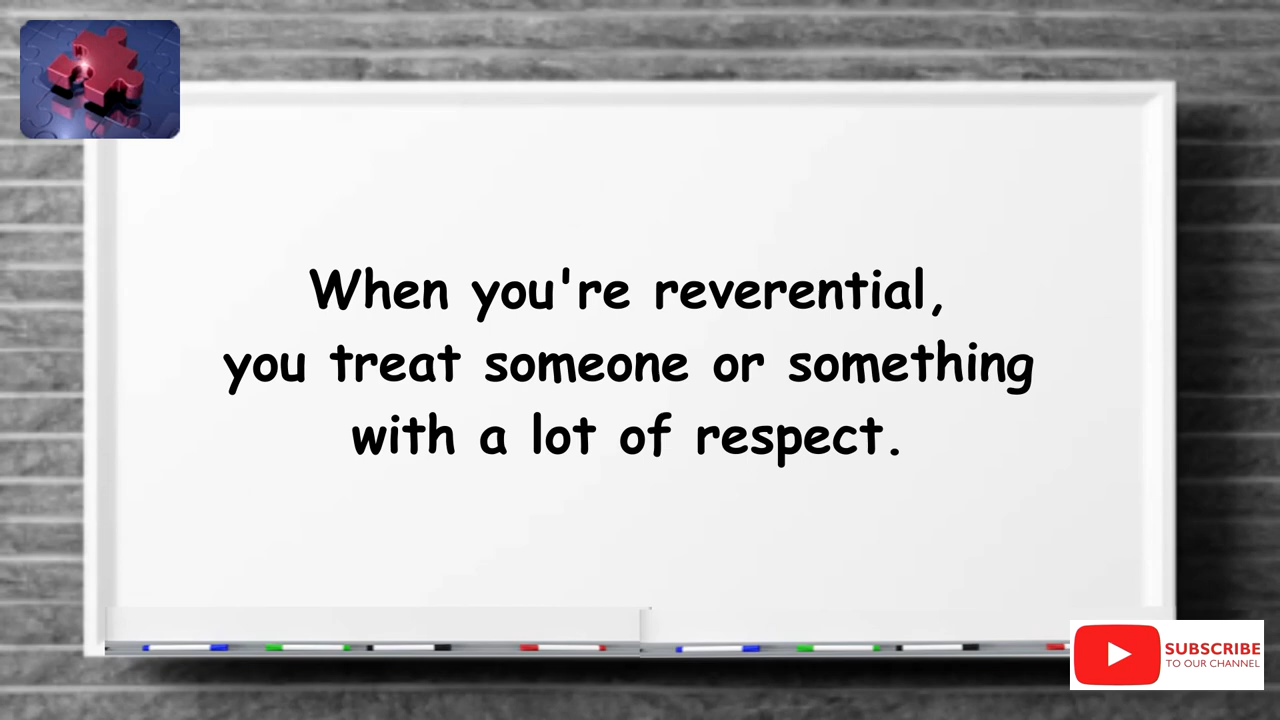 When you're reverential,
you treat someone or something
with a lot of respect.
SUBSCRIBE
TO OUR CHANNEL